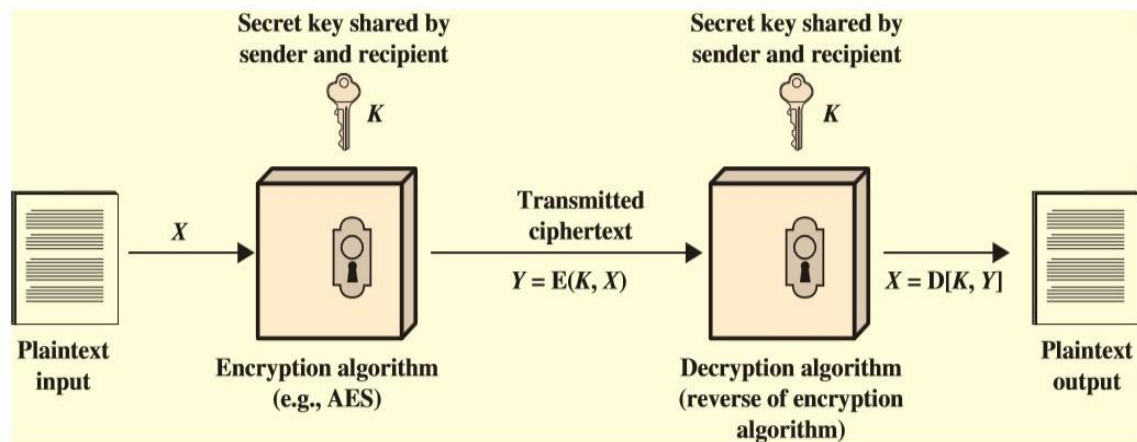 Secret key shared by
sender and recipient
K
Secret key shared by
sender and recipient
K
X
Transmitted
ciphertext
Y = E(K, X)
X = D[K, Y]
Plaintext
input
Encryption algorithm
(e.g., AES)
Decryption algorithm
(reverse of encryption
algorithm)
Plaintext
output